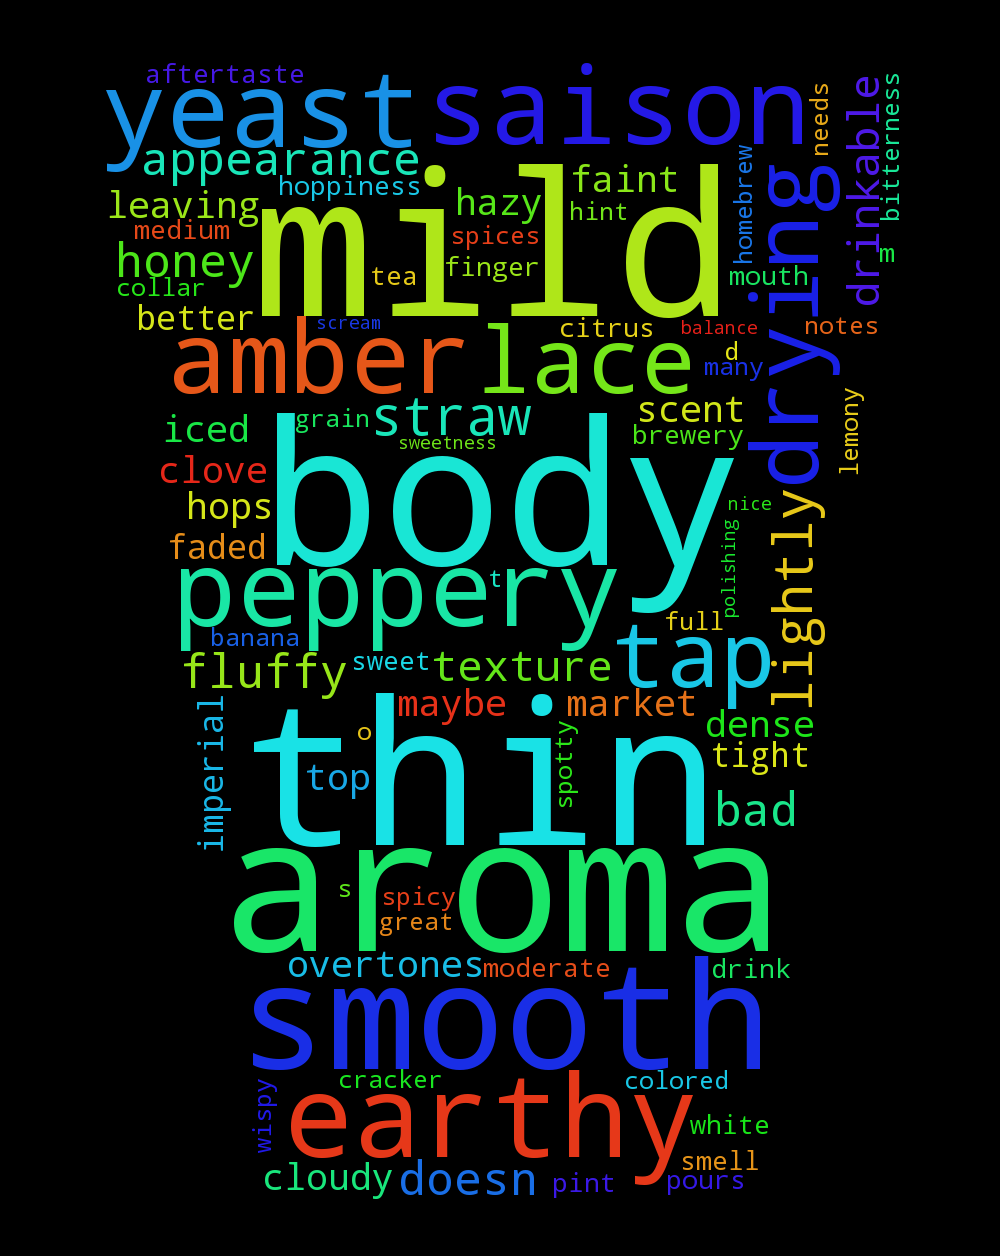 aftertaste
yeast
saison
needs
drinkable
bitterness
appearance
hoppiness
mild
faint
hazy
hint
homebrew
drying
leaving
medium
spices
honey
tea
finger
mouth
m
collar
better
scream
citrus
balance
notes
amber
lace
d
many
iced
grain
straw
scent
lemony
sweetness
brewery
clove
body
hops
nice
lightly
faded
polishing
peppery
t
banana
full
tap
fluffy
sweet
texture
imperial
maybe
market
thin
o
dense
top
spotty
tight
bad
aroma
s
spicy
great
overtones
moderate
drink
smooth
cracker
colored
wispy
earthy
white
smell
cloudy
doesn
pint
pours